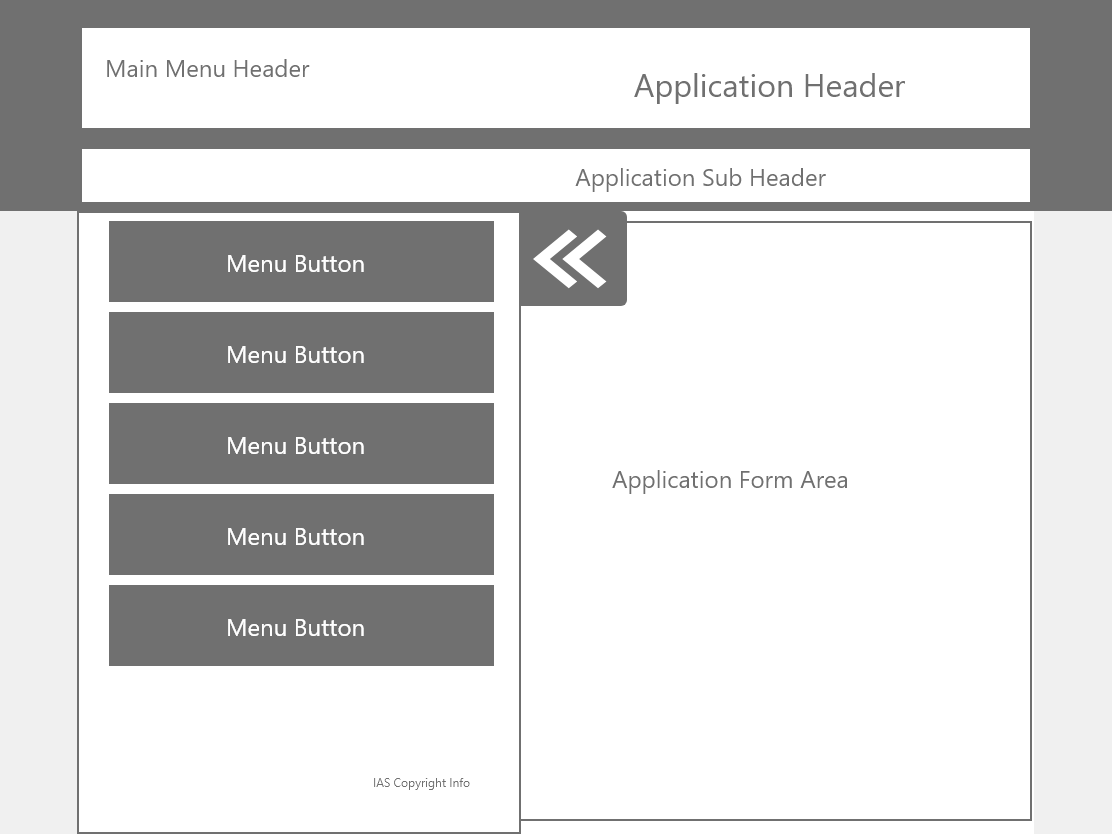 Main Menu Header
Application Header
Application Sub Header
Menu Button
Menu Button
Menu Button
Menu Button
Menu Button
Application Form Area
IAS Copyright Info